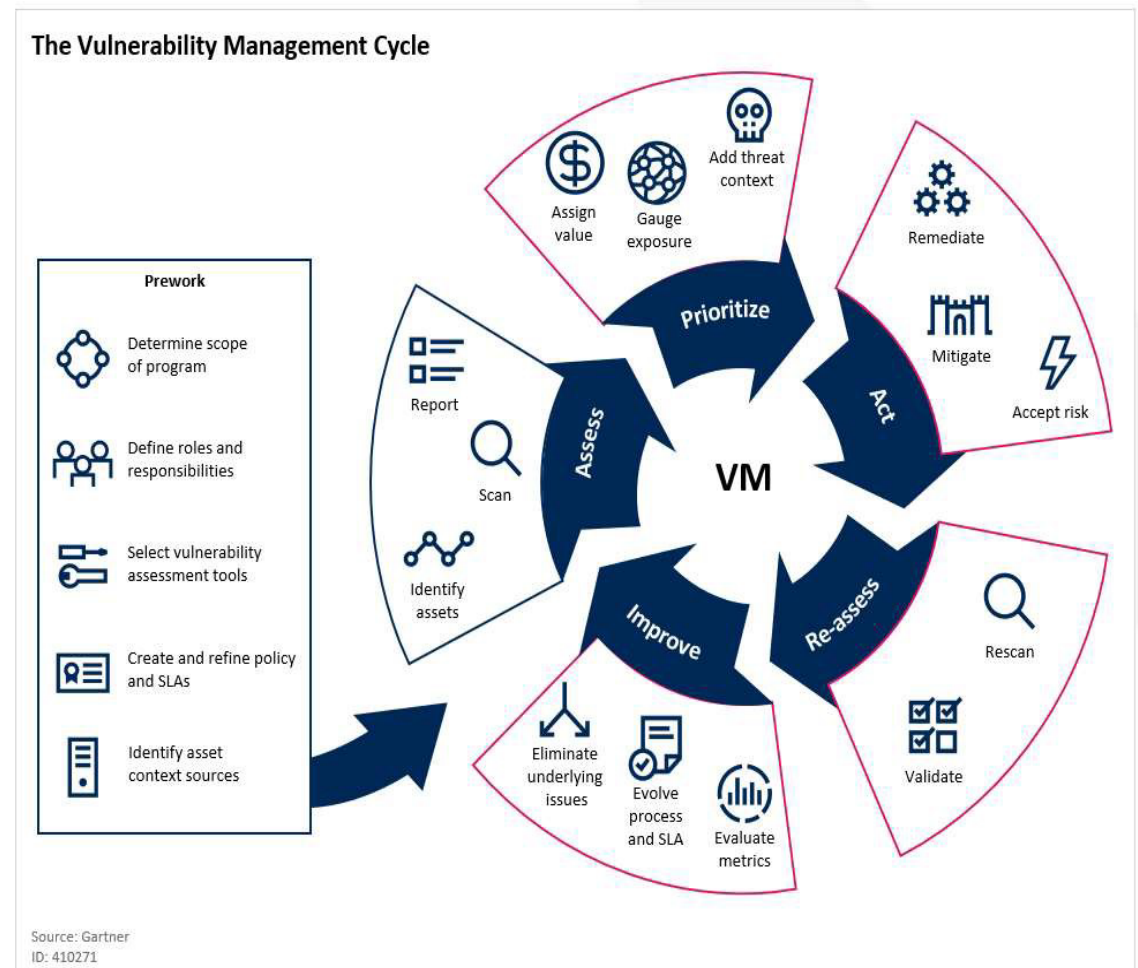 The Vulnerability Management Cycle
Prework
Determine scope
of program
Define roles and
responsibilities
Select vulnerability
assessment tools
Create and refine policy
and SLAs
Identify asset
context sources
VM
Assess
Identify
assets
Scan
Report
Prioritize
Assign
value
Gauge
exposure
Add threat
context
Act
Remediate
Mitigate
Accept risk
Re-assess
Rescan
Validate
Improve
Eliminate
underlying
issues
Evolve
process
and SLA
Evaluate
metrics
Source: Gartner
ID: 410271